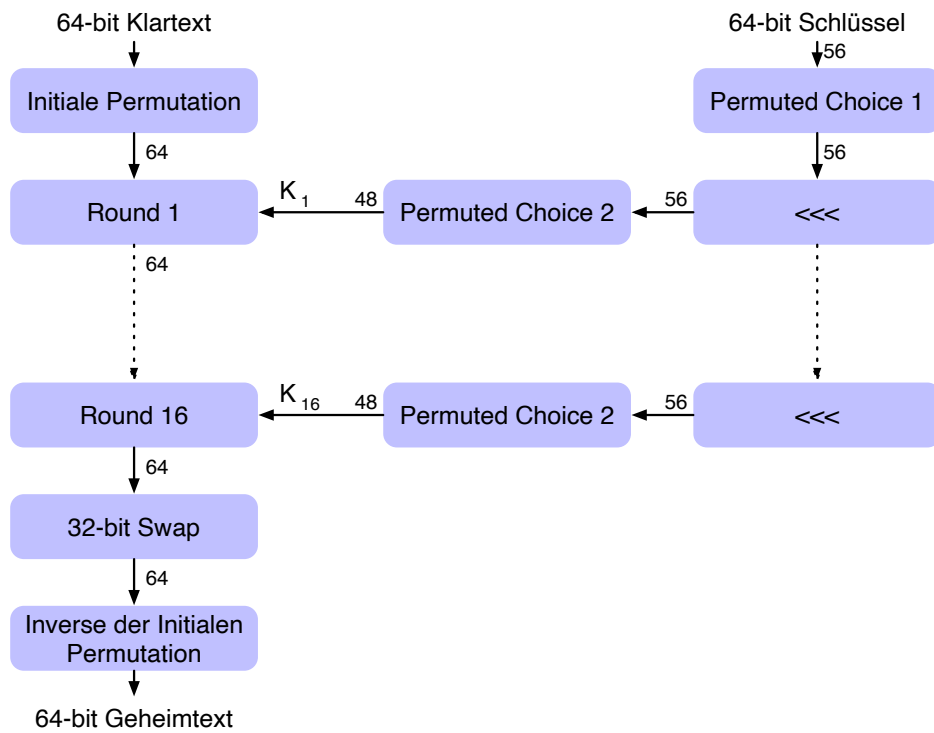 64-bit Klartext
64-bit Schlüssel
56
Initiale Permutation
Permuted Choice 1
64
56
Round 1
K 1
48
Permuted Choice 2
56
<<<
64
Round 16
K 16
48
Permuted Choice 2
56
<<<
64
32-bit Swap
64
Inverse der Initialen
Permutation
64-bit Geheimtext